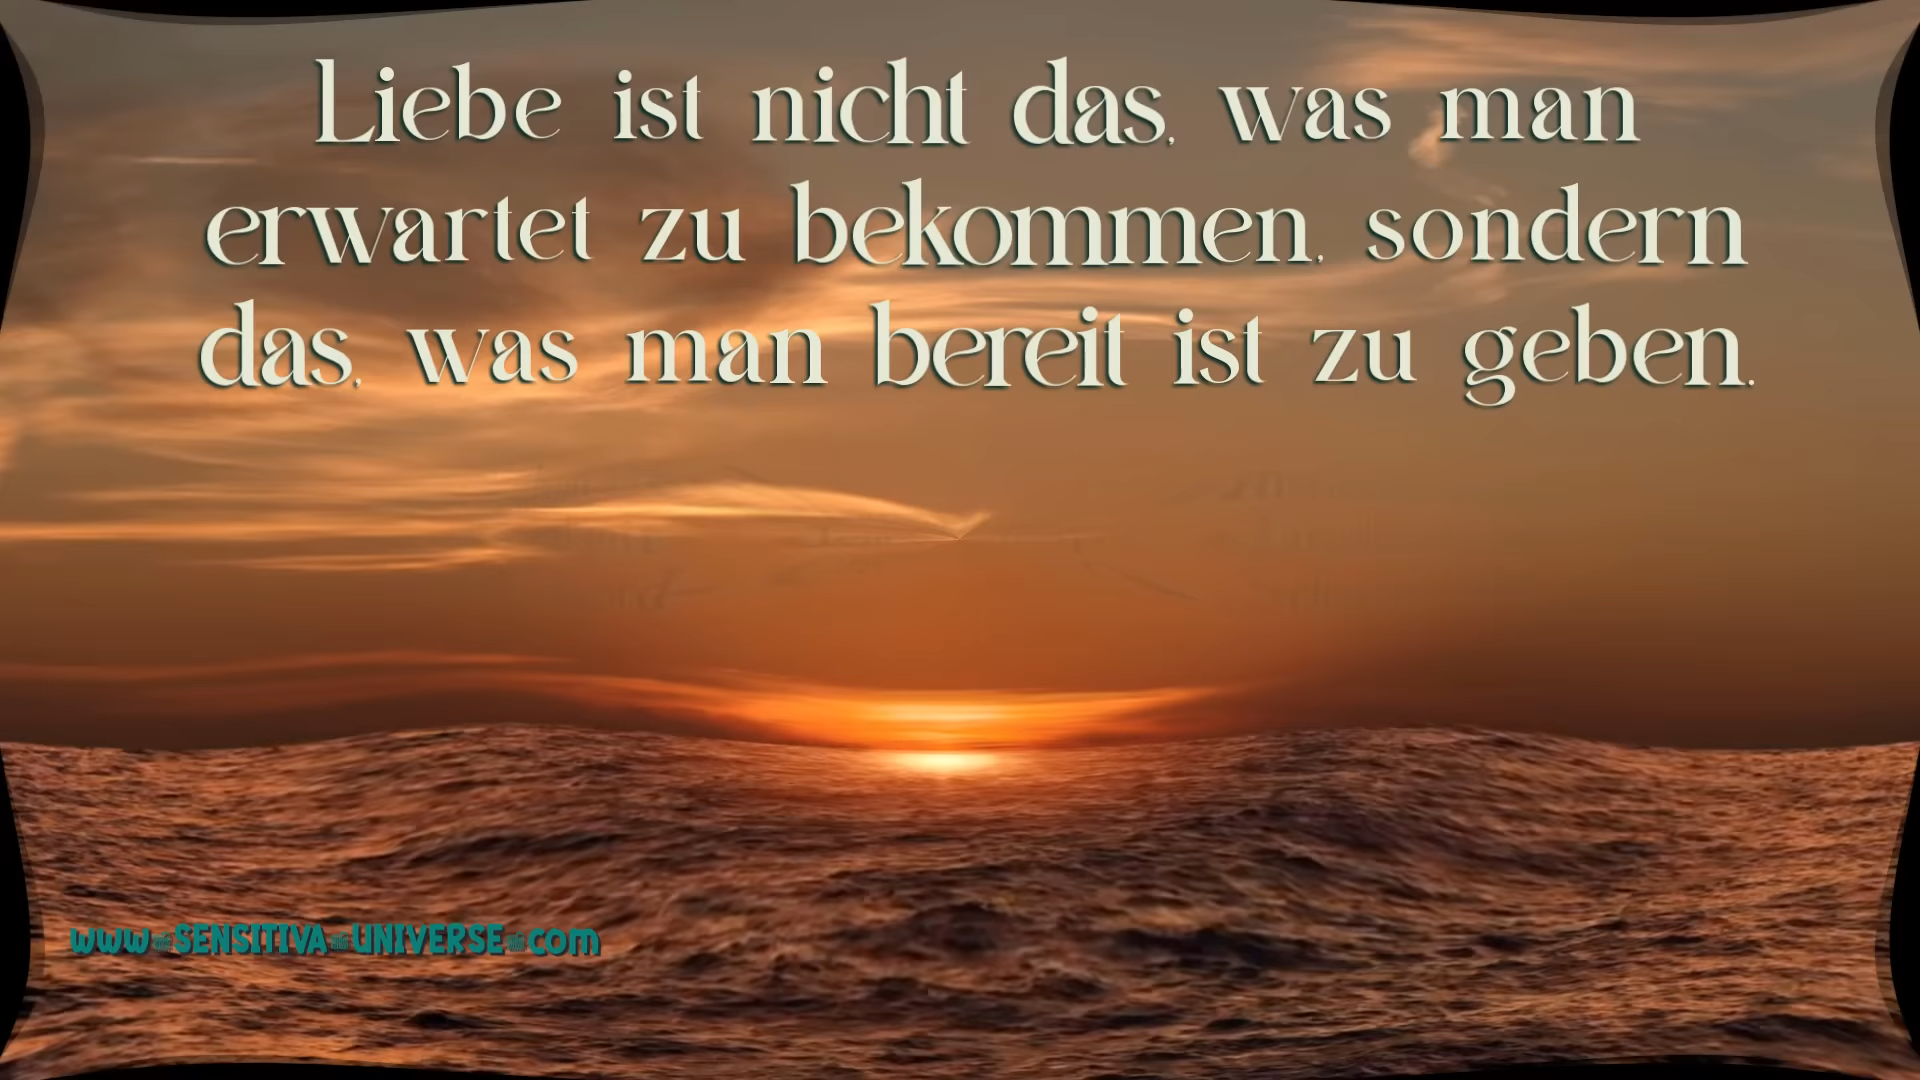 Liebe ist nicht das, was man
erwartet zu bekommen, sondern
das, was man bereit ist zu geben.
www-SENSITIVA-UNIVERSE-com